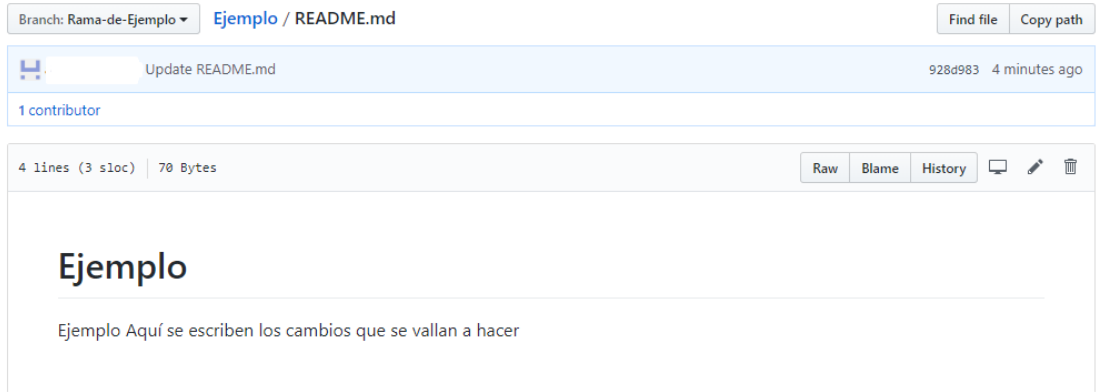 Branch: Rama-de-Ejemplo Ejemplo / README.md Find file Copy path
Update README.md 928d983 4 minutes ago
1 contributor
4 lines (3 sloc) 70 Bytes Raw Blame History
Ejemplo
Ejemplo Aquí se escriben los cambios que se vallan a hacer